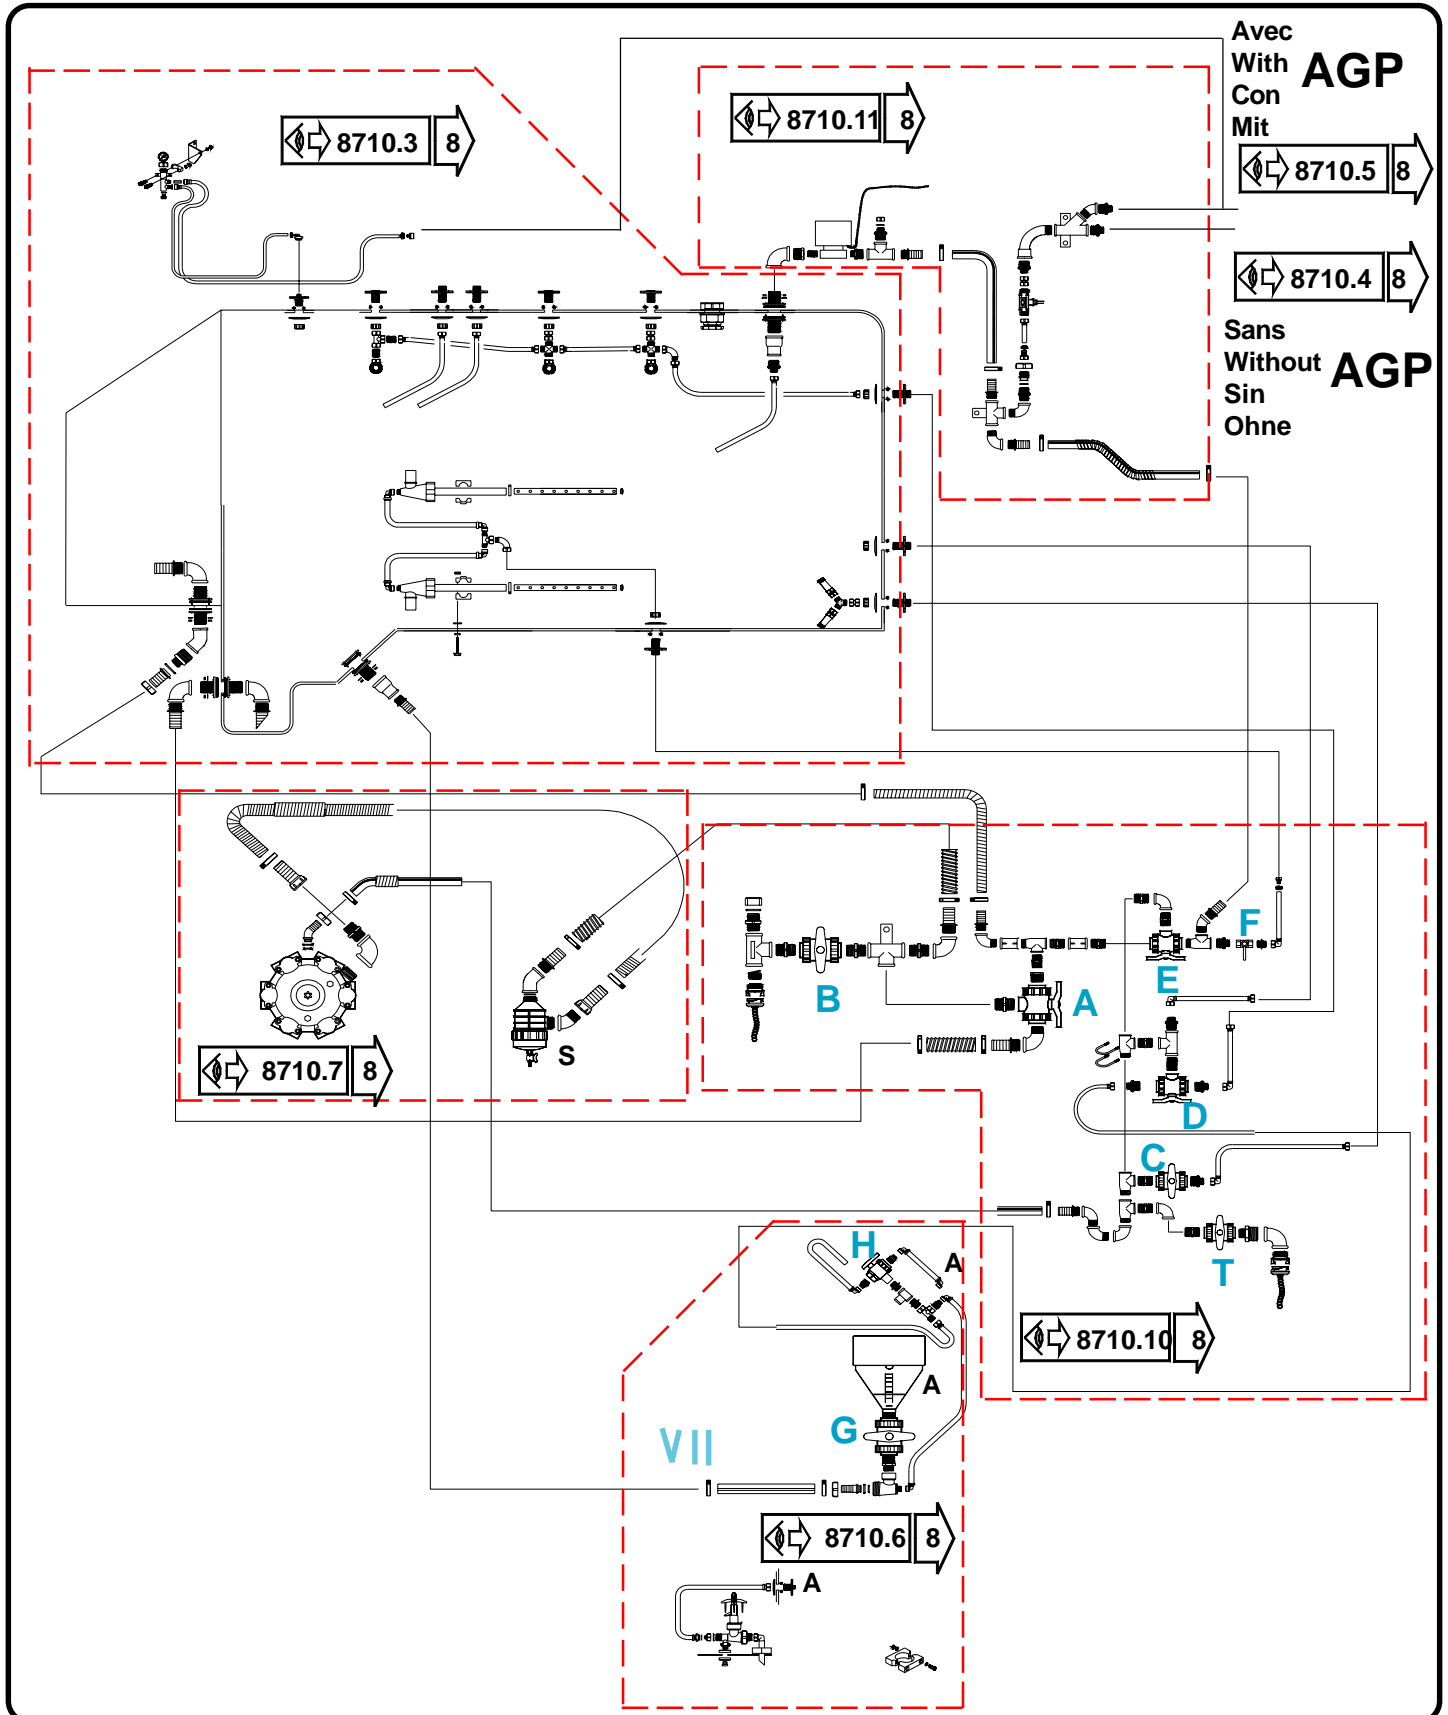 Avec
With AGP
Con
Mit
8710.3 8
8710.11 8
8710.5 8
8710.4 8
Sans
Without AGP
Sin
Ohne
F
E
B
A
S
8710.7 8
D
C
H
A
T
8710.10 8
A
G
VII
8710.6 8
A